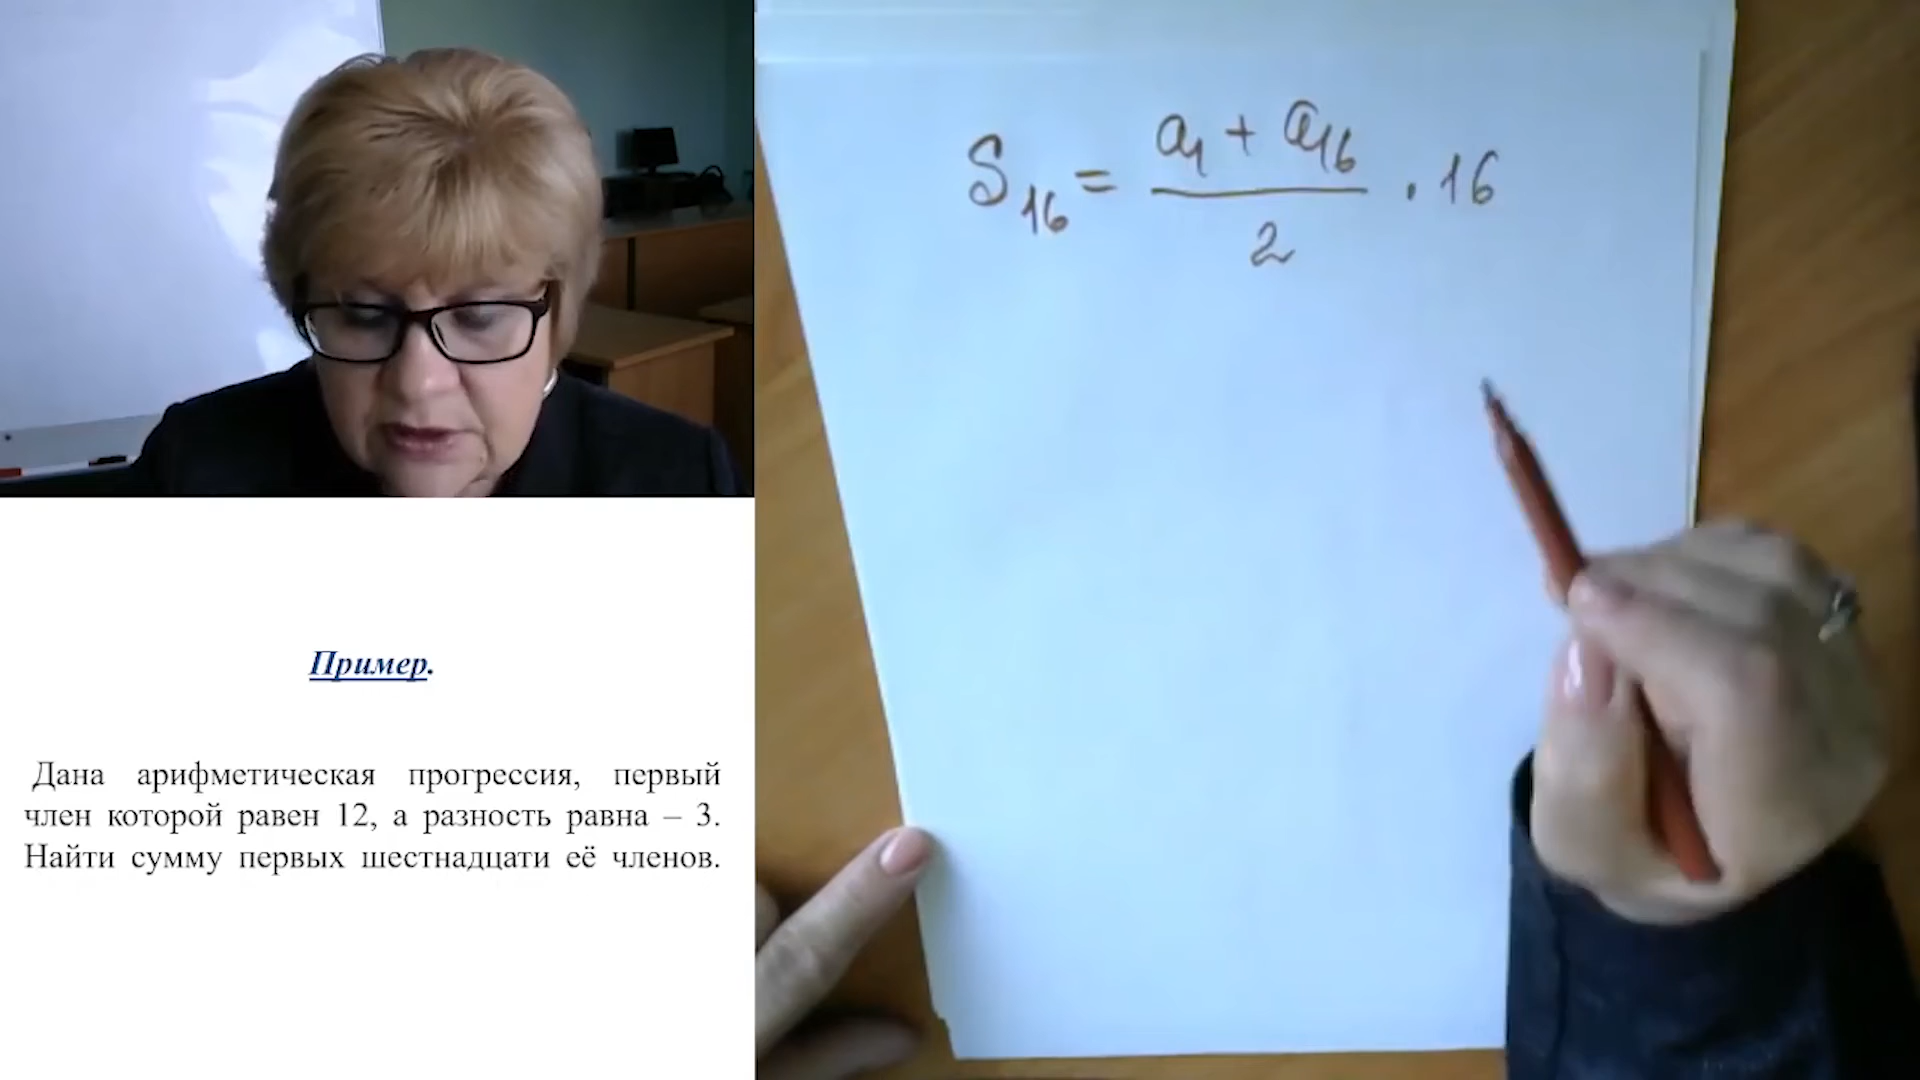 Пример.
Дана арифметическая прогрессия, первый
член которой равен 12, а разность равна – 3.
Найти сумму первых шестнадцати её членов.
S₁₆ = (a₁ + a₁₆)/2 · 16